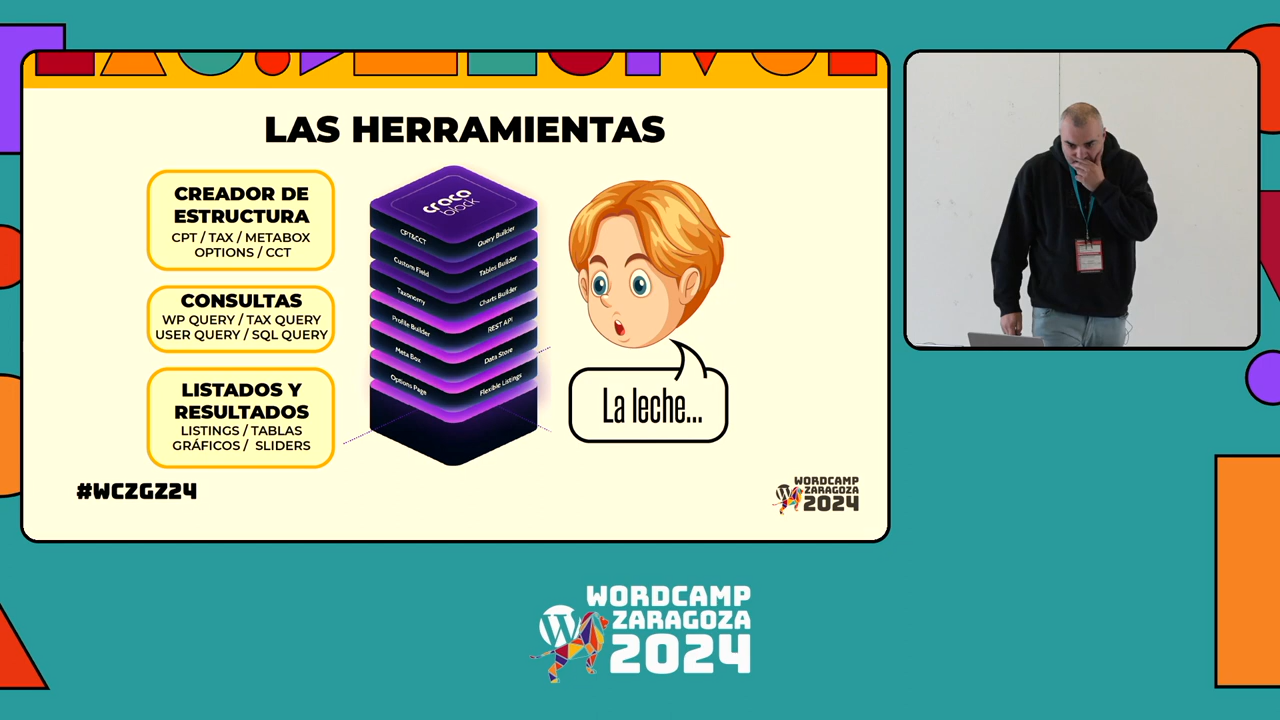 LAS HERRAMIENTAS
CREADOR DE
ESTRUCTURA
CPT / TAX / METABOX
OPTIONS / CCT
CONSULTAS
WP QUERY / TAX QUERY
USER QUERY / SQL QUERY
LISTADOS Y
RESULTADOS
LISTINGS / TABLAS
GRÁFICOS / SLIDERS
croco
block
CPT&CCT
Query Builder
Custom Field
Tables Builder
Taxonomy
Charts Builder
Profile Builder
REST API
Meta Box
Data Store
Options Page
Flexible Listings
La leche...
#WCZGZ24
WORDCAMP
ZARAGOZA
2024
WORDCAMP
ZARAGOZA
2024